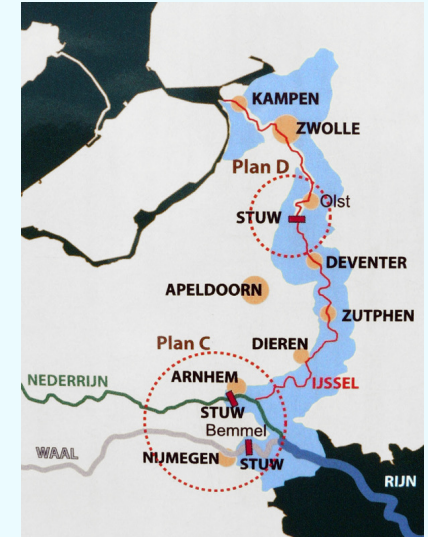 KAMPEN
ZWOLLE
Plan D
Olst
STUW
DEVENTER
APELDOORN
ZUTPHEN
Plan C
DIEREN
ARNHEM
IJSSEL
NEDERRIJN
STUW
Bemmel
WAAL
NIJMEGEN
STUW
RIJN